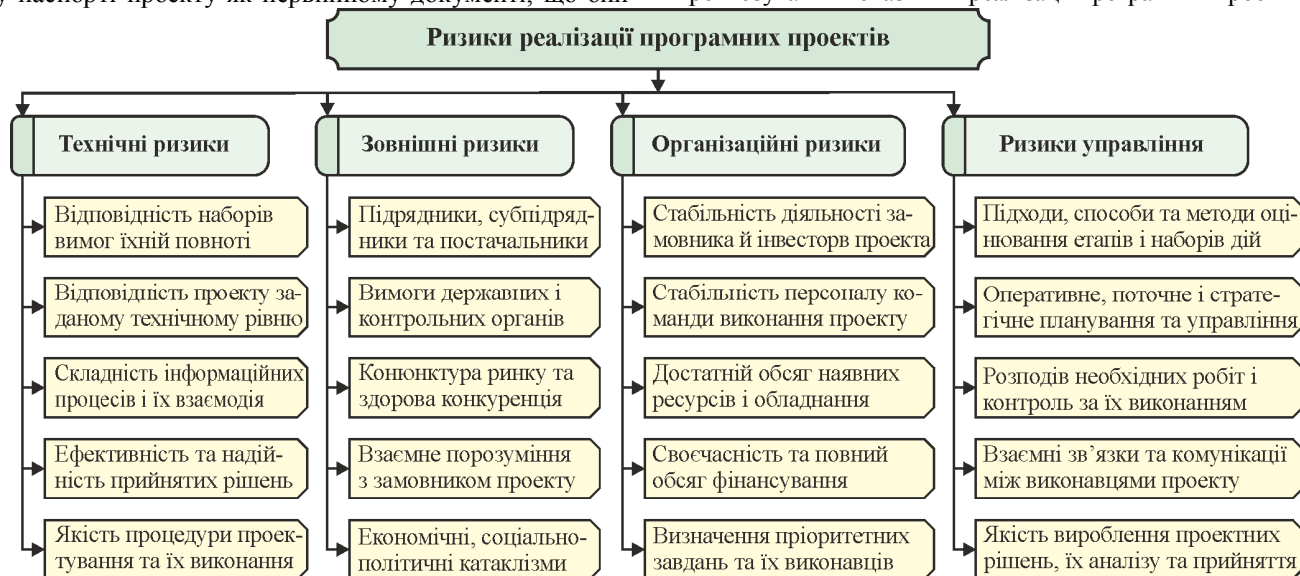 у паспорті проекту як первинному документі, що
Ризики реалізації програмних проектів
Технічні ризики
Відповідність наборів
вимог їхній повноті
Відповідність проекту за-
даному технічному рівню
Складність інформаційних
процесів і їх взаємодія
Ефективність та надій-
ність прийнятих рішень
Якість процедури проек-
тування та їх виконання
Зовнішні ризики
Підрядники, субпідряд-
ники та постачальники
Вимоги державних і
контрольних органів
Конюнктура ринку та
здорова конкуренція
Взаємне порозуміння
з замовником проекту
Економічні, соціально-
політичні катаклізми
Організаційні ризики
Стабільність діяльності за-
мовника й інвесторв проекта
Стабільність персоналу ко-
манди виконання проекту
Достатній обсяг наявних
ресурсів і обладнання
Своєчасність та повний
обсяг фінансування
Визначення пріоритетних
завдань та їх виконавців
Ризики управління
Підходи, способи та методи оці-
нювання етапів і наборів дій
Оперативне, поточне і страте-
гічне планування та управління
Розподів необхідних робіт і
контроль за їх виконанням
Взаємні зв’язки та комунікації
між виконавцями проекту
Якість вироблення проектних
рішень, їх аналізу та прийняття